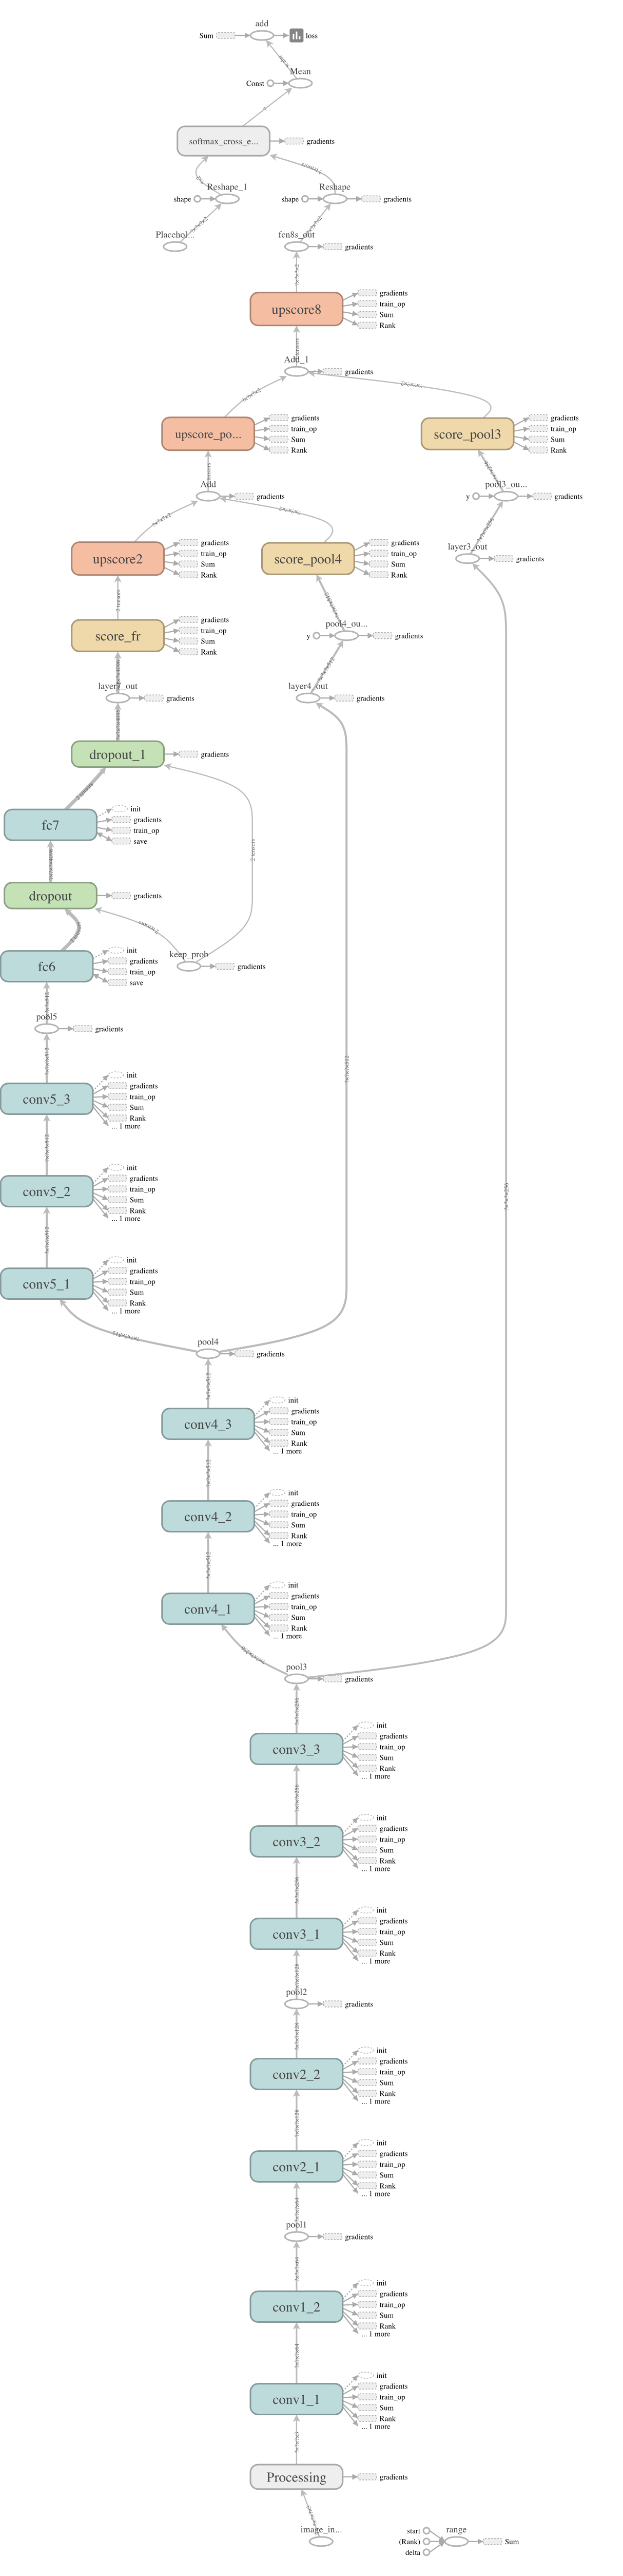 add
Sum
loss
Mean
Const
softmax_cross_e...
gradients
Reshape_1
Reshape
shape
shape
gradients
Placehol...
fcn8s_out
gradients
upscore8
gradients
train_op
Sum
Rank
Add_1
gradients
upscore_po...
gradients
train_op
Sum
Rank
score_pool3
gradients
train_op
Sum
Rank
Add
gradients
pool3_ou...
y
gradients
upscore2
gradients
train_op
Sum
Rank
score_pool4
gradients
train_op
Sum
Rank
layer3_out
gradients
score_fr
gradients
train_op
Sum
Rank
pool4_ou...
y
gradients
layer7_out
gradients
layer4_out
gradients
dropout_1
gradients
fc7
init
gradients
train_op
save
2 tensors
dropout
gradients
fc6
init
gradients
train_op
save
keep_prob
gradients
pool5
gradients
conv5_3
init
gradients
train_op
Sum
Rank
... 1 more
conv5_2
init
gradients
train_op
Sum
Rank
... 1 more
conv5_1
init
gradients
train_op
Sum
Rank
... 1 more
pool4
gradients
conv4_3
init
gradients
train_op
Sum
Rank
... 1 more
conv4_2
init
gradients
train_op
Sum
Rank
... 1 more
conv4_1
init
gradients
train_op
Sum
Rank
... 1 more
pool3
gradients
conv3_3
init
gradients
train_op
Sum
Rank
... 1 more
conv3_2
init
gradients
train_op
Sum
Rank
... 1 more
conv3_1
init
gradients
train_op
Sum
Rank
... 1 more
pool2
gradients
conv2_2
init
gradients
train_op
Sum
Rank
... 1 more
conv2_1
init
gradients
train_op
Sum
Rank
... 1 more
pool1
gradients
conv1_2
init
gradients
train_op
Sum
Rank
... 1 more
conv1_1
init
gradients
train_op
Sum
Rank
... 1 more
Processing
gradients
image_in...
start
(Rank)
delta
range
Sum